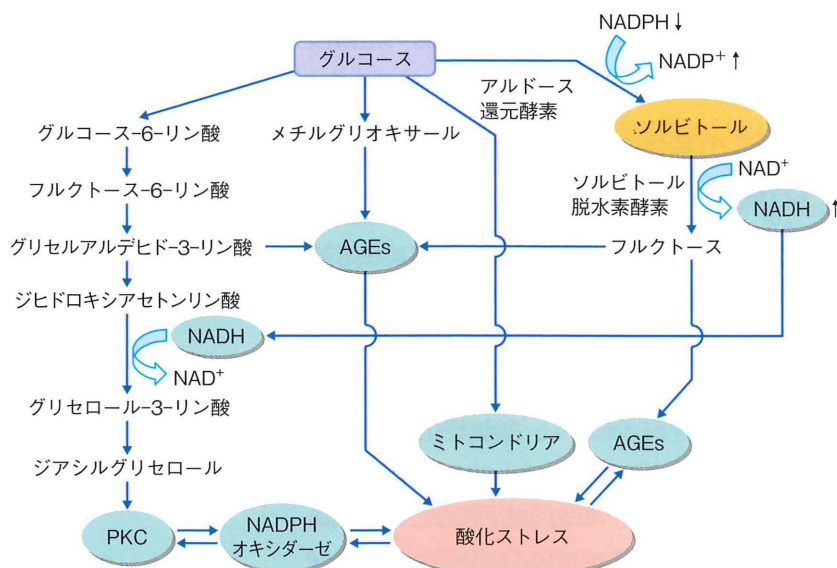 NADPH↓
グルコース
NADP⁺↑
アルドース
還元酵素
グルコース-6-リン酸
メチルグリオキサール
ソルビトール
フルクトース-6-リン酸
ソルビトール
脱水素酵素
NAD⁺
NADH↑
グリセルアルデヒド-3-リン酸
AGEs
フルクトース
ジヒドロキシアセトンリン酸
NADH
NAD⁺
グリセロール-3-リン酸
ミトコンドリア
AGEs
ジアシルグリセロール
PKC
NADPH
オキシダーゼ
酸化ストレス